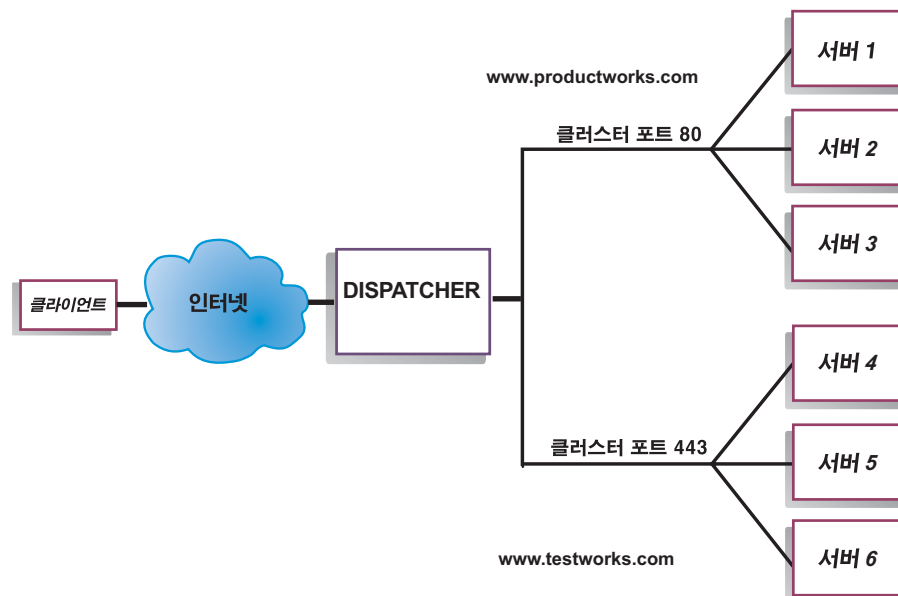 클라이언트
인터넷
DISPATCHER
www.productworks.com
클러스터 포트 80
서버 1
서버 2
서버 3
클러스터 포트 443
www.testworks.com
서버 4
서버 5
서버 6